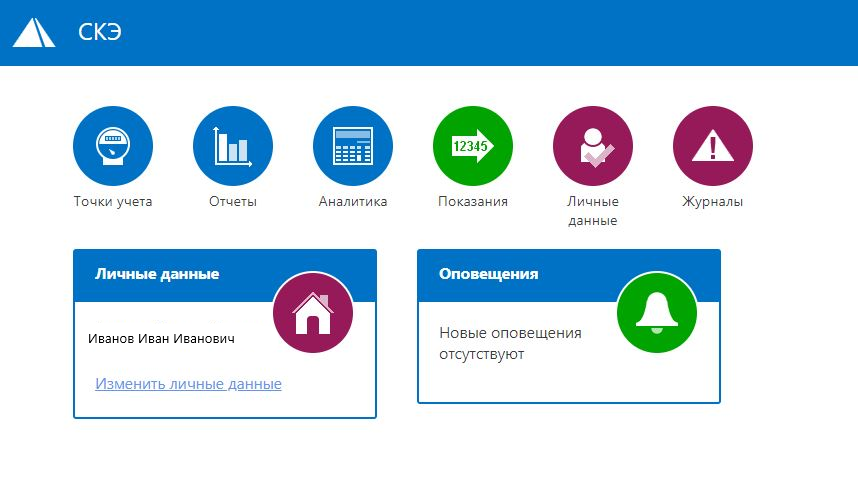 СКЭ
Точки учета
Отчеты
Аналитика
12345
Показания
Личные
данные
Журналы
Личные данные
Иванов Иван Иванович
Изменить личные данные
Оповещения
Новые оповещения
отсутствуют